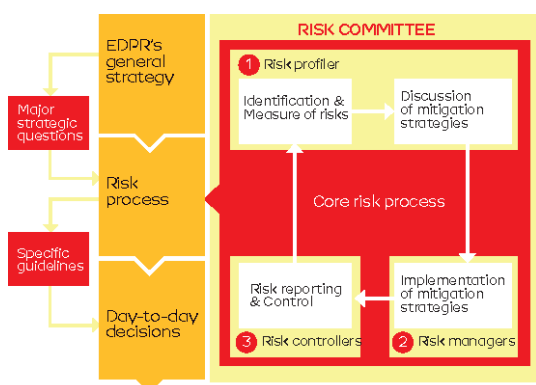 RISK COMMITTEE
EDPR's
general
strategy
Major
strategic
questions
Risk
process
Specific
guidelines
Day-to-day
decisions
1 Risk profiler
Identification &
Measure of risks
Discussion
of mitigation
strategies
Core risk process
Risk reporting
& Control
Implementation
of mitigation
strategies
3 Risk controllers
2 Risk managers